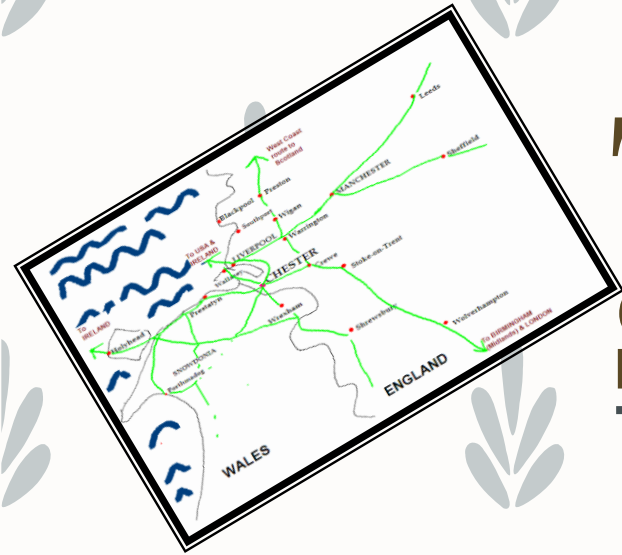 Leeds
Sheffield
West Coast
route to
Scotland
Preston
MANCHESTER
Blackpool
Southport
Wigan
Warrington
To USA &
IRELAND
LIVERPOOL
CHESTER
Crewe
Stoke-on-Trent
Prestatyn
Wrexham
Shrewsbury
Wolverhampton
To BIRMINGHAM
(Midlands) & LONDON
To
IRELAND
Holyhead
SNOWDONIA
Porthmadog
ENGLAND
WALES